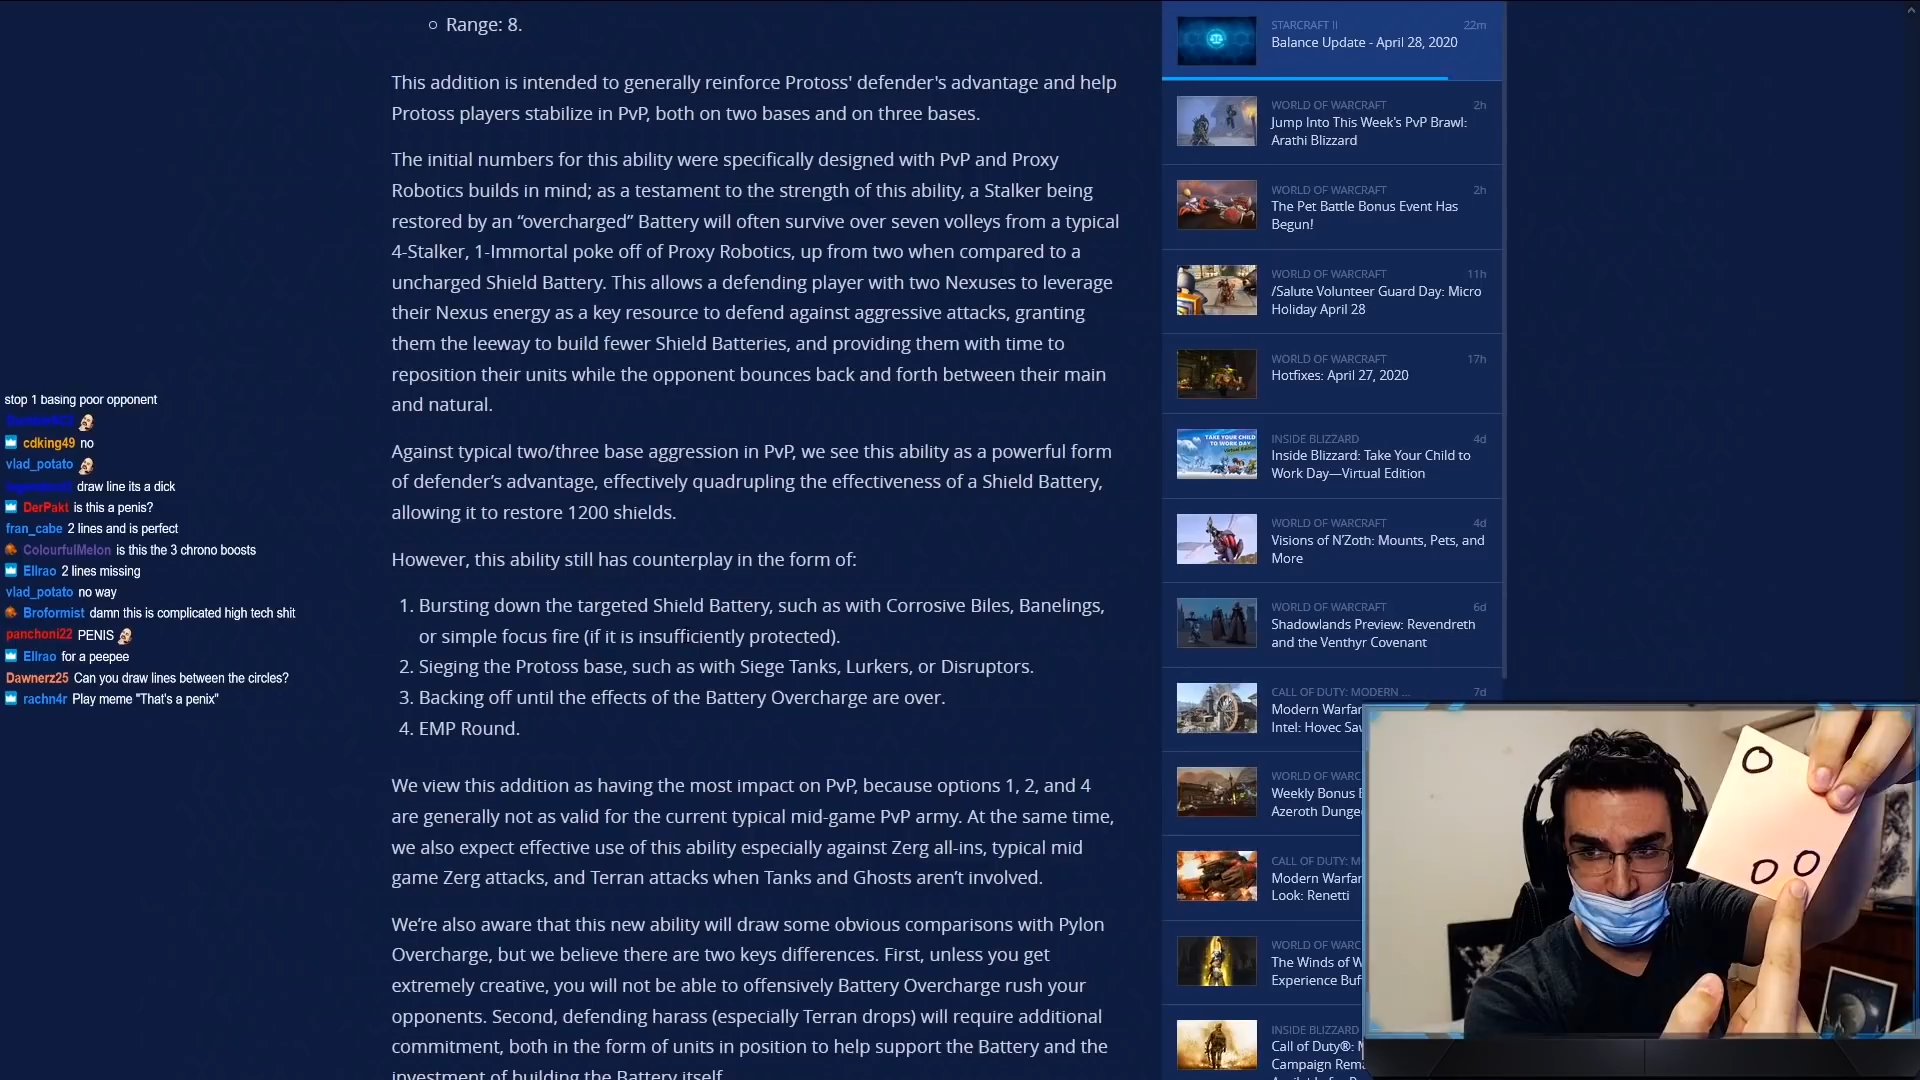 Range: 8.
This addition is intended to generally reinforce Protoss' defender's advantage and help
Protoss players stabilize in PvP, both on two bases and on three bases.
The initial numbers for this ability were specifically designed with PvP and Proxy
Robotics builds in mind; as a testament to the strength of this ability, a Stalker being
restored by an “overcharged” Battery will often survive over seven volleys from a typical
4-Stalker, 1-Immortal poke off of Proxy Robotics, up from two when compared to a
uncharged Shield Battery. This allows a defending player with two Nexuses to leverage
their Nexus energy as a key resource to defend against aggressive attacks, granting
them the leeway to build fewer Shield Batteries, and providing them with time to
reposition their units while the opponent bounces back and forth between their main
and natural.
Against typical two/three base aggression in PvP, we see this ability as a powerful form
of defender’s advantage, effectively quadrupling the effectiveness of a Shield Battery,
allowing it to restore 1200 shields.
However, this ability still has counterplay in the form of:
1. Bursting down the targeted Shield Battery, such as with Corrosive Biles, Banelings,
or simple focus fire (if it is insufficiently protected).
2. Sieging the Protoss base, such as with Siege Tanks, Lurkers, or Disruptors.
3. Backing off until the effects of the Battery Overcharge are over.
4. EMP Round.
We view this addition as having the most impact on PvP, because options 1, 2, and 4
are generally not as valid for the current typical mid-game PvP army. At the same time,
we also expect effective use of this ability especially against Zerg all-ins, typical mid
game Zerg attacks, and Terran attacks when Tanks and Ghosts aren’t involved.
We’re also aware that this new ability will draw some obvious comparisons with Pylon
Overcharge, but we believe there are two keys differences. First, unless you get
extremely creative, you will not be able to offensively Battery Overcharge rush your
opponents. Second, defending harass (especially Terran drops) will require additional
commitment, both in the form of units in position to help support the Battery and the
investment of building the Battery itself.
stop 1 basing poor opponent
cdking49 no
vlad_potato
draw line its a dick
DerPakt is this a penis?
fran_cabe 2 lines and is perfect
ColourfulMelon is this the 3 chrono boosts
Ellrao 2 lines missing
vlad_potato no way
Broformist damn this is complicated high tech shit
panchoni22 PENIS
Ellrao for a peepee
Dawnerz25 Can you draw lines between the circles?
rachn4r Play meme "That's a penix"
STARCRAFT II 22m
Balance Update - April 28, 2020
WORLD OF WARCRAFT 2h
Jump Into This Week's PvP Brawl:
Arathi Blizzard
WORLD OF WARCRAFT 2h
The Pet Battle Bonus Event Has
Begun!
WORLD OF WARCRAFT 11h
/Salute Volunteer Guard Day: Micro
Holiday April 28
WORLD OF WARCRAFT 17h
Hotfixes: April 27, 2020
TAKE YOUR CHILD
TO WORK DAY
Virtual Edition
INSIDE BLIZZARD 4d
Inside Blizzard: Take Your Child to
Work Day—Virtual Edition
WORLD OF WARCRAFT 4d
Visions of N’Zoth: Mounts, Pets, and
More
WORLD OF WARCRAFT 6d
Shadowlands Preview: Revendreth
and the Venthyr Covenant
CALL OF DUTY: MODERN ... 7d
Modern Warfar
Intel: Hovec Sav
WORLD OF WARC
Weekly Bonus E
Azeroth Dunge
CALL OF DUTY: M
Modern Warfar
Look: Renetti
WORLD OF WARC
The Winds of W
Experience Buf
INSIDE BLIZZARD
Call of Duty®: M
Campaign Rema